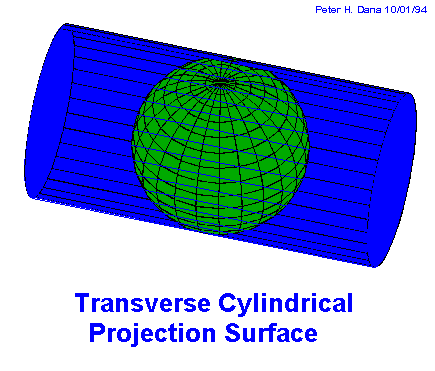 Peter H. Dana 10/01/94
Transverse Cylindrical
Projection Surface